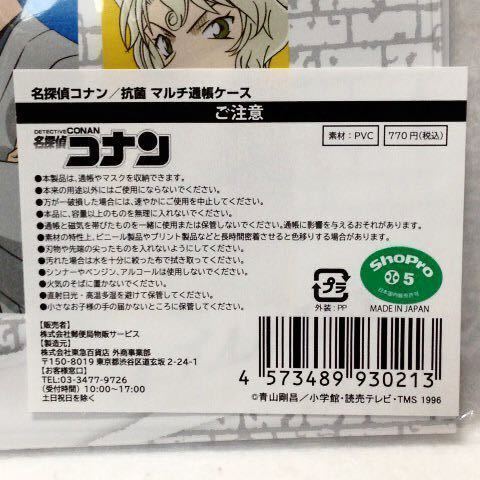 名探偵コナン／抗菌 マルチ通帳ケース
ご注意
DETECTIVE CONAN
名探偵コナン
素材：PVC
770円(税込)
●本製品は、通帳やマスクを収納できます。
●本来の用途以外にはご使用にならないでください。
●万が一破損した場合には、速やかにご使用を中止してください。
●本品に、容量以上のものを無理に入れないでください。
●通帳と磁気を帯びたものを一緒に使用または保管しないでください。通帳に影響を与えるおそれがあります。
●素材の特性上、ビニール製品やプリント製品などと長時間密着させると色移りする場合があります。
●刃物や先端の尖ったものを入れないようにしてください。
●汚れた場合は水を十分に絞った布で拭き取ってください。
●シンナーやベンジン、アルコールは使用しないでください。
●火気のそばに置かないでください。
●直射日光・高温多湿を避けて保管してください。
●小さなお子様の手の届かないところに保管してください。
ShoPro
小 5
日本国内販売許可
プラ
外装：PP
MADE IN JAPAN
【販売者】
株式会社郵便局物販サービス
【製造元】
株式会社東急百貨店 外商事業部
〒150-8019 東京都渋谷区道玄坂 2-24-1
【お客様窓口】
TEL:03-3477-9726
(受付時間) 10:00～17:00
土日祝日を除く
4 573489 930213
©青山剛昌／小学館・読売テレビ・TMS 1996